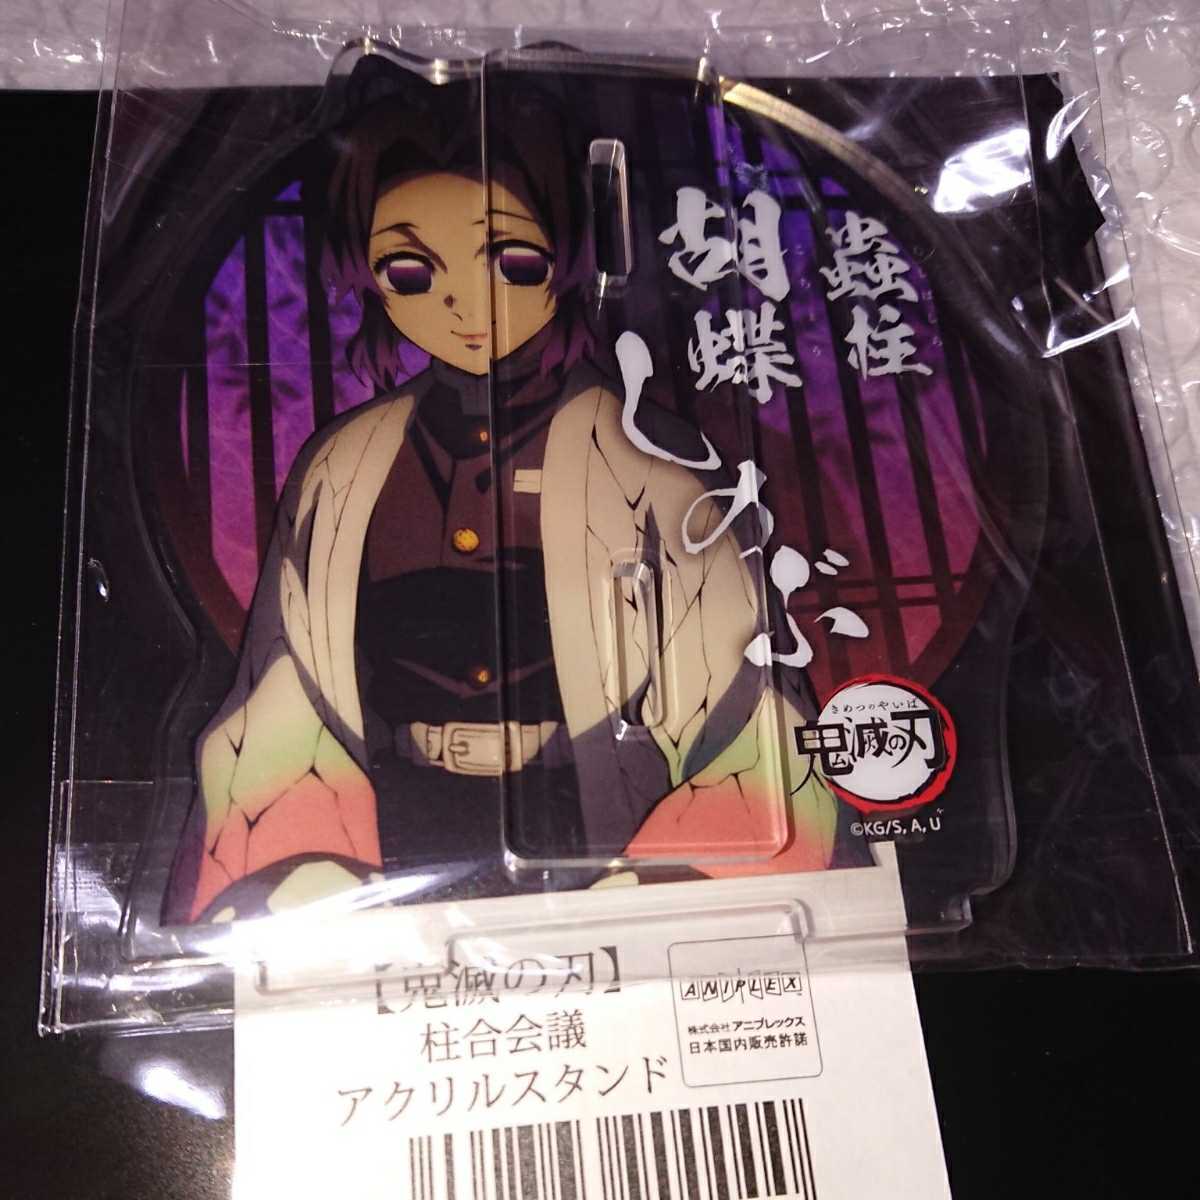 蟲柱
胡蝶
しのぶ
きめつのやいば
鬼滅の刃
©KG/S, A, U
【鬼滅の刃】
柱合会議
アクリルスタンド
ANIPLEX
株式会社アニプレックス
日本国内販売許諾